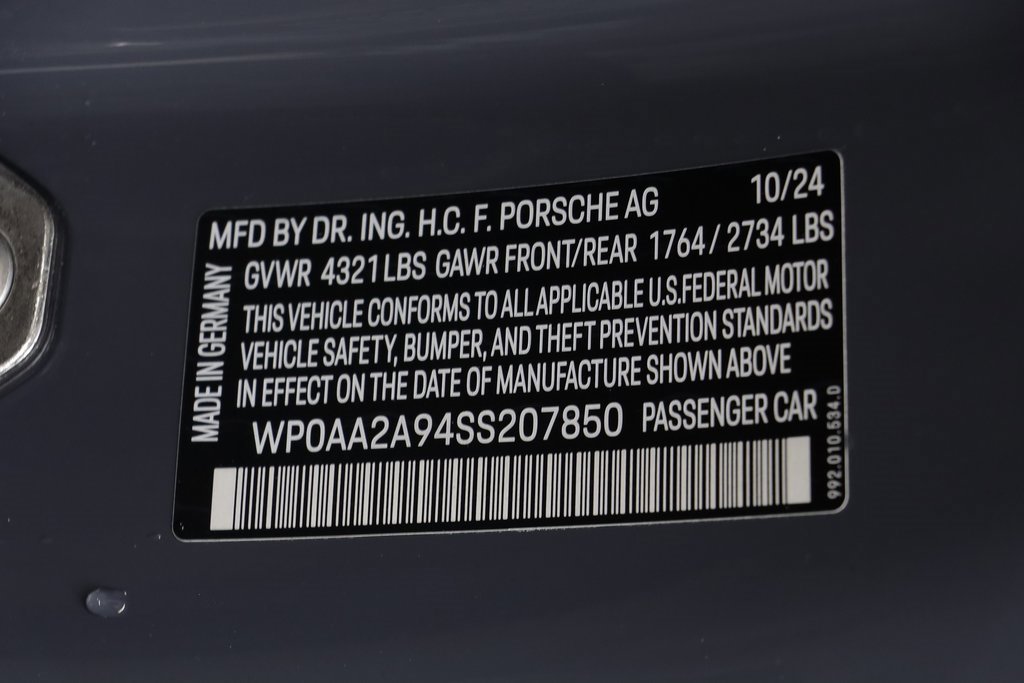 MFD BY DR. ING. H.C. F. PORSCHE AG 10/24
GVWR 4321 LBS GAWR FRONT/REAR 1764 / 2734 LBS
THIS VEHICLE CONFORMS TO ALL APPLICABLE U.S.FEDERAL MOTOR
VEHICLE SAFETY, BUMPER, AND THEFT PREVENTION STANDARDS
IN EFFECT ON THE DATE OF MANUFACTURE SHOWN ABOVE
WP0AA2A94SS207850 PASSENGER CAR
MADE IN GERMANY
992.010.534.0